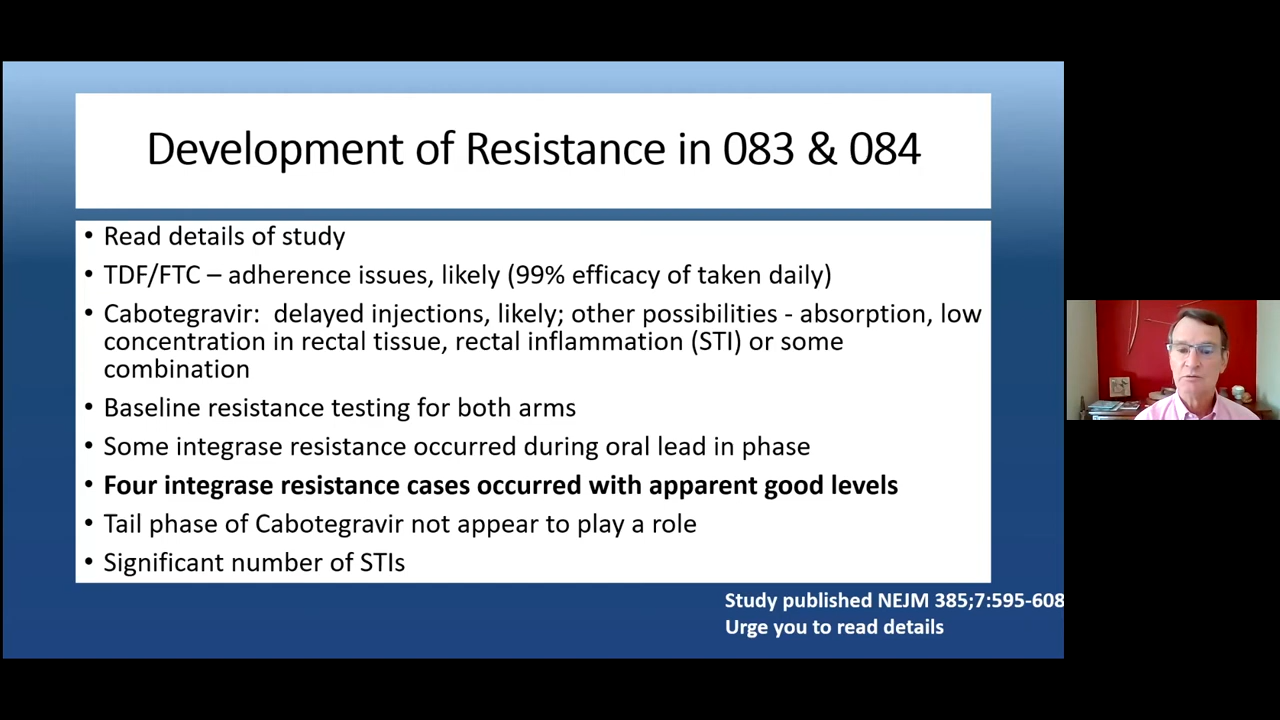 Development of Resistance in 083 & 084
• Read details of study
• TDF/FTC – adherence issues, likely (99% efficacy of taken daily)
• Cabotegravir:  delayed injections, likely; other possibilities - absorption, low
concentration in rectal tissue, rectal inflammation (STI) or some
combination
• Baseline resistance testing for both arms
• Some integrase resistance occurred during oral lead in phase
• Four integrase resistance cases occurred with apparent good levels
• Tail phase of Cabotegravir not appear to play a role
• Significant number of STIs
Study published NEJM 385;7:595-608
Urge you to read details